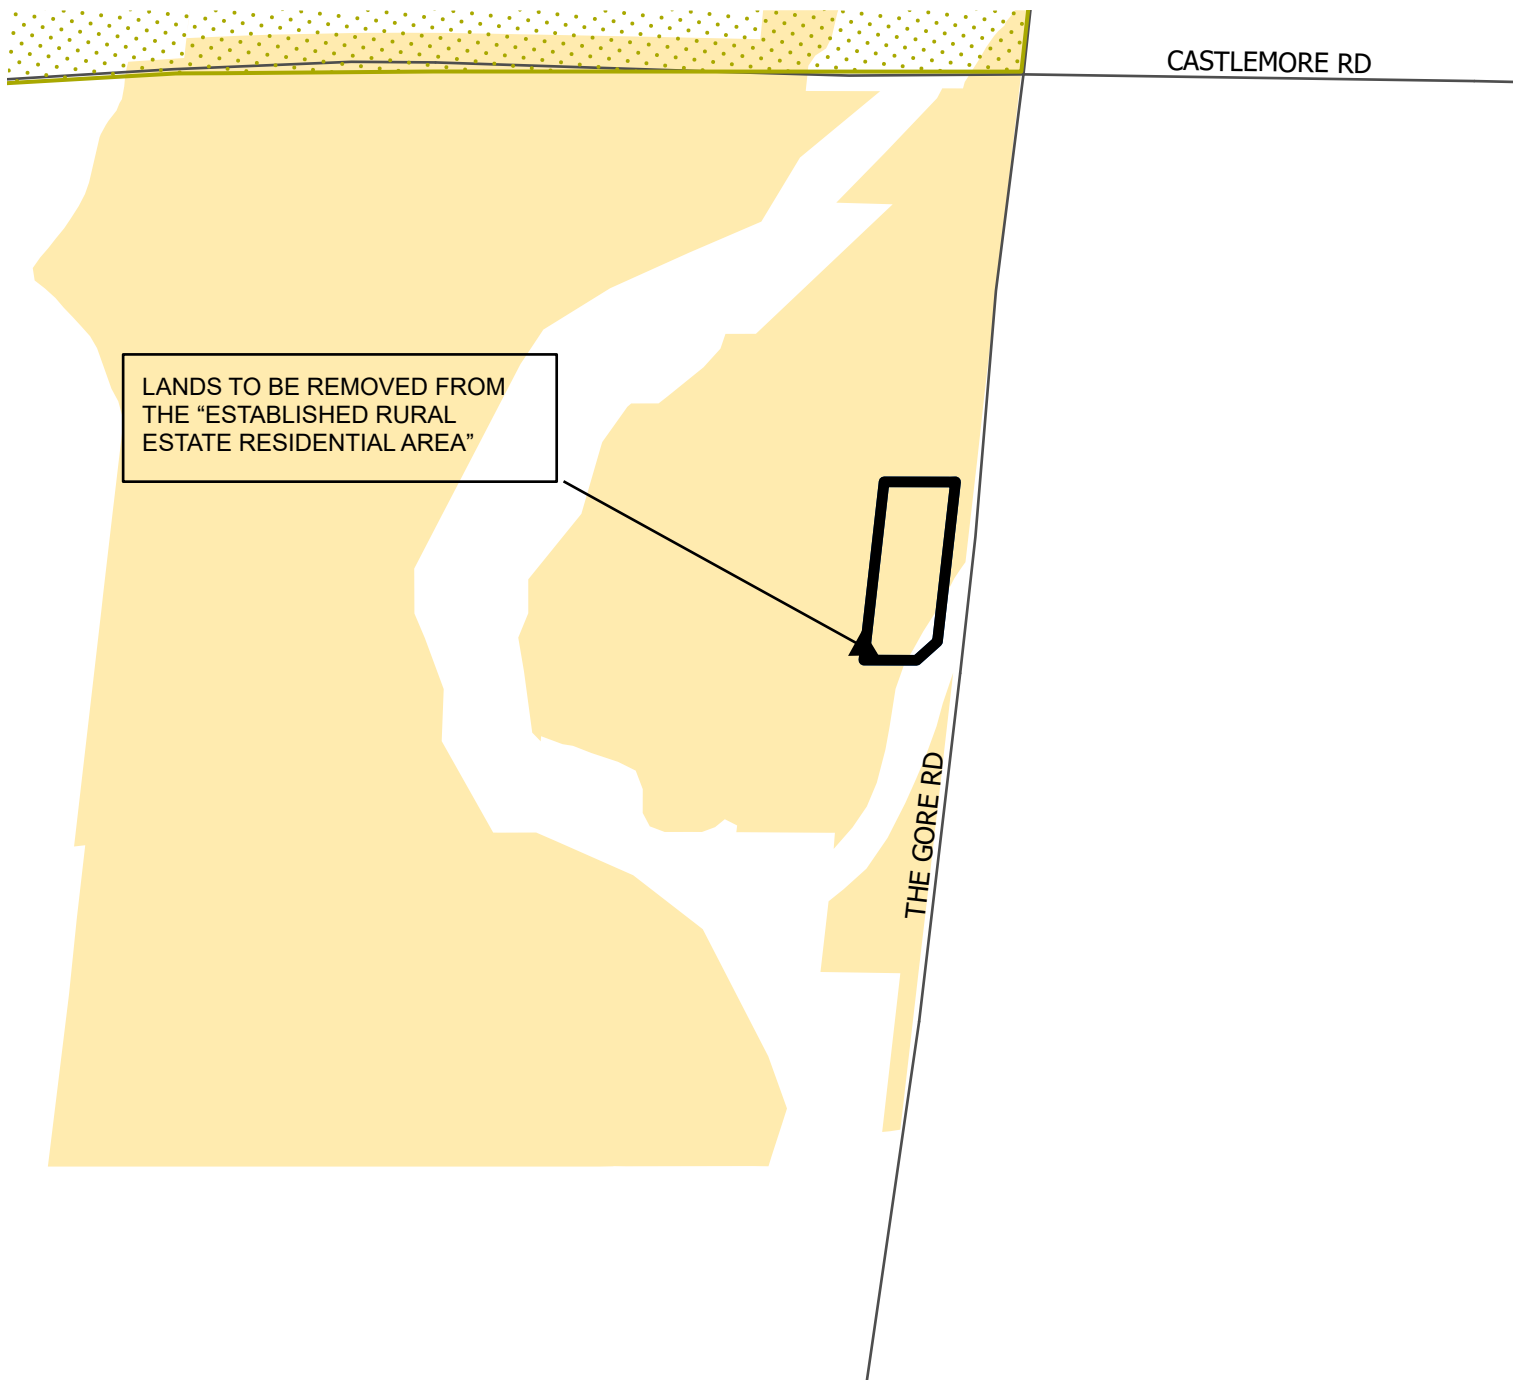 CASTLEMORE RD
LANDS TO BE REMOVED FROM
THE “ESTABLISHED RURAL
ESTATE RESIDENTIAL AREA”
THE GORE RD